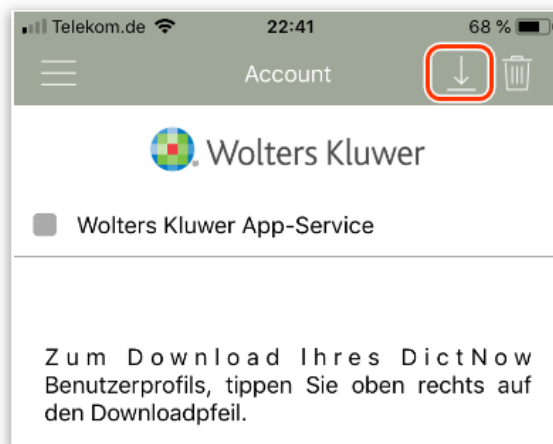 Telekom.de 22:41 68 %
Account
Wolters Kluwer
Wolters Kluwer App-Service
Zum Download Ihres DictNow
Benutzerprofils, tippen Sie oben rechts auf
den Downloadpfeil.